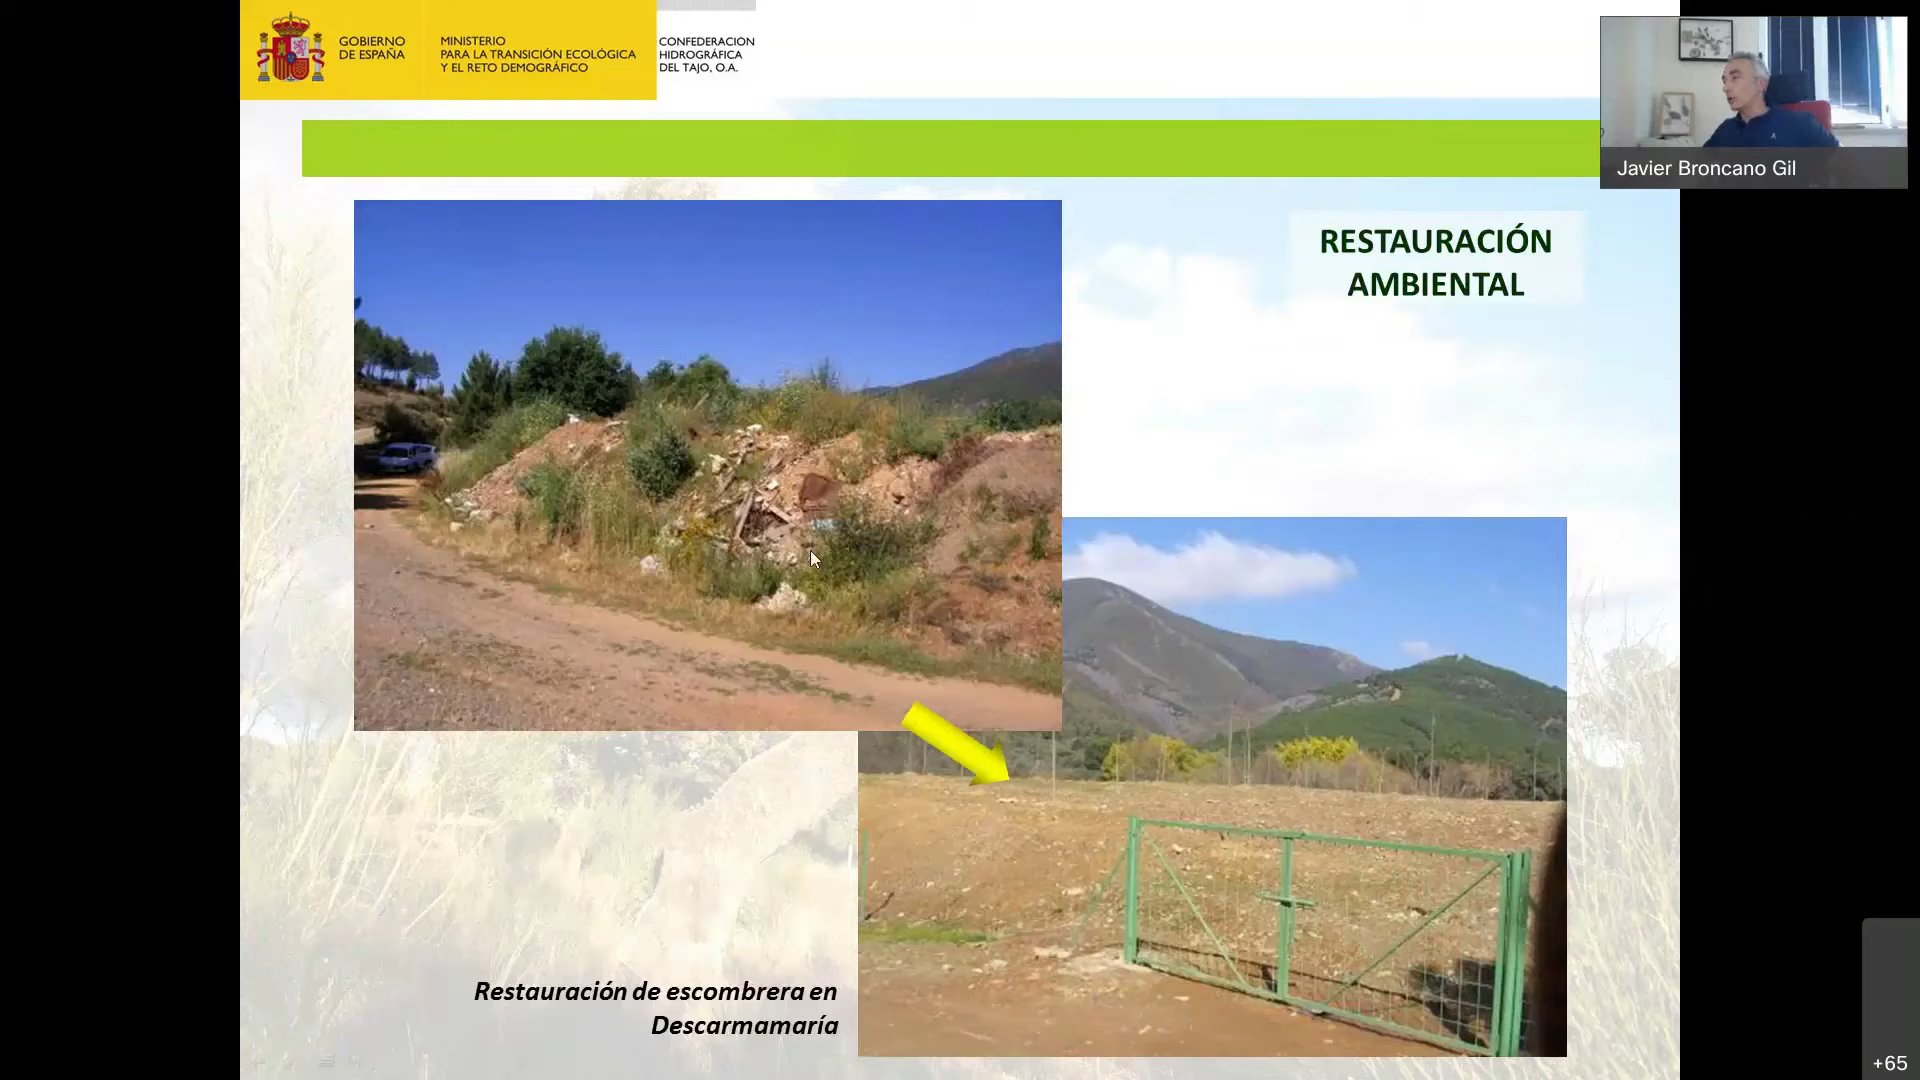 GOBIERNO
DE ESPAÑA
MINISTERIO
PARA LA TRANSICIÓN ECOLÓGICA
Y EL RETO DEMOGRÁFICO
CONFEDERACIÓN
HIDROGRÁFICA
DEL TAJO, O.A.
Javier Broncano Gil
RESTAURACIÓN
AMBIENTAL
Restauración de escombrera en
Descarmamaría
+65